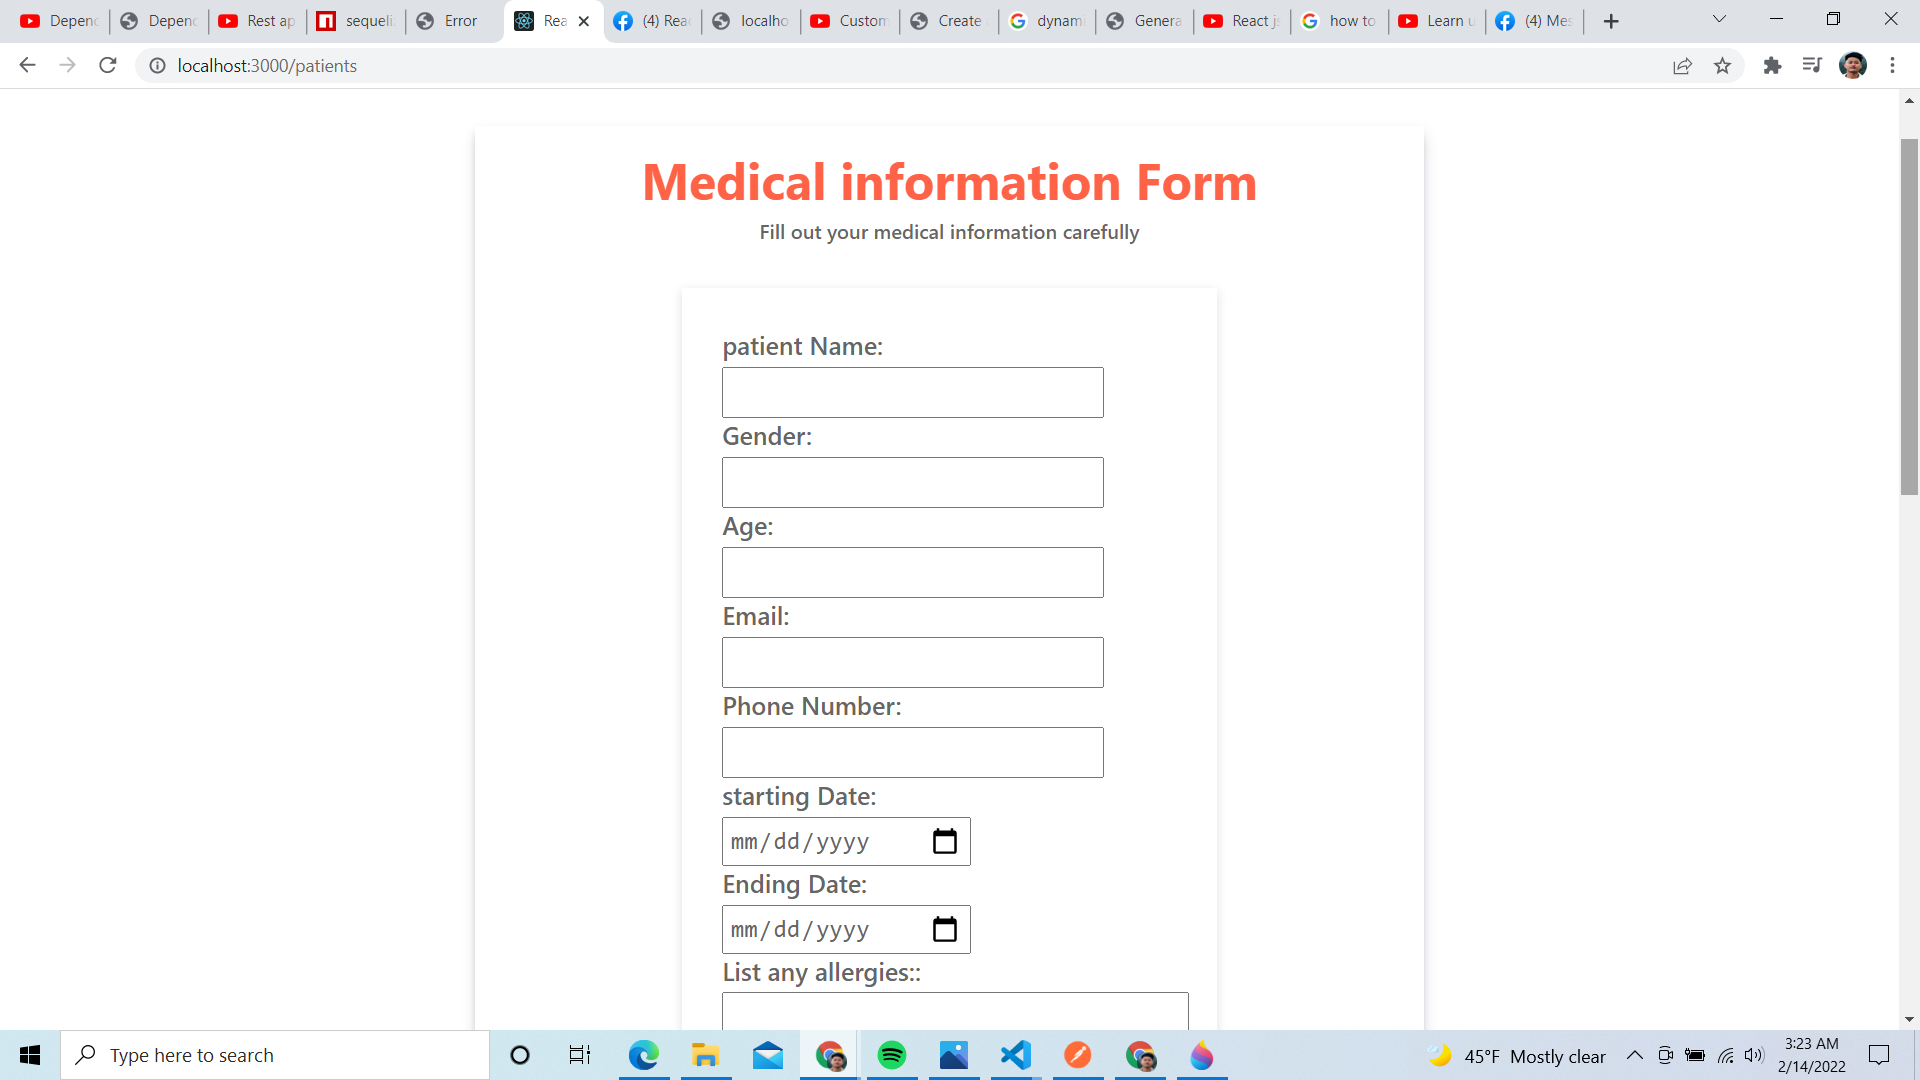 Depend Depend Rest ap sequeli Error Rea (4) Rea localho Custom Create dynami Genera React js how to Learn u (4) Mes
localhost:3000/patients
Medical information Form
Fill out your medical information carefully
patient Name:
Gender:
Age:
Email:
Phone Number:
starting Date:
mm/dd/yyyy
Ending Date:
mm/dd/yyyy
List any allergies::
Type here to search
45°F Mostly clear
3:23 AM
2/14/2022